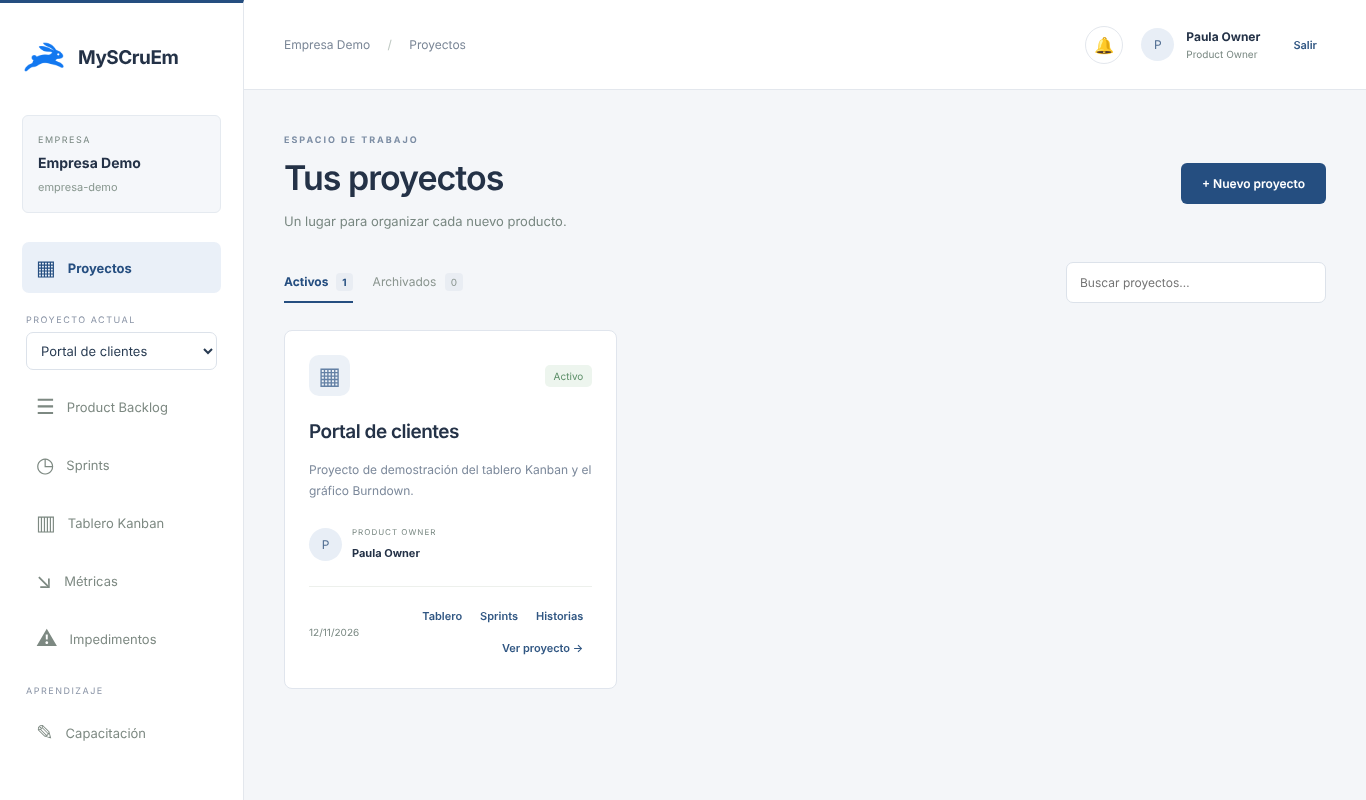 MySCruEm
EMPRESA
Empresa Demo
empresa-demo
Proyectos
PROYECTO ACTUAL
Portal de clientes
Product Backlog
Sprints
Tablero Kanban
Métricas
Impedimentos
APRENDIZAJE
Capacitación
Empresa Demo / Proyectos
P
Paula Owner
Product Owner
Salir
ESPACIO DE TRABAJO
Tus proyectos
Un lugar para organizar cada nuevo producto.
+ Nuevo proyecto
Activos 1
Archivados 0
Buscar proyectos...
Activo
Portal de clientes
Proyecto de demostración del tablero Kanban y el
gráfico Burndown.
P
PRODUCT OWNER
Paula Owner
12/11/2026
Tablero Sprints Historias
Ver proyecto →